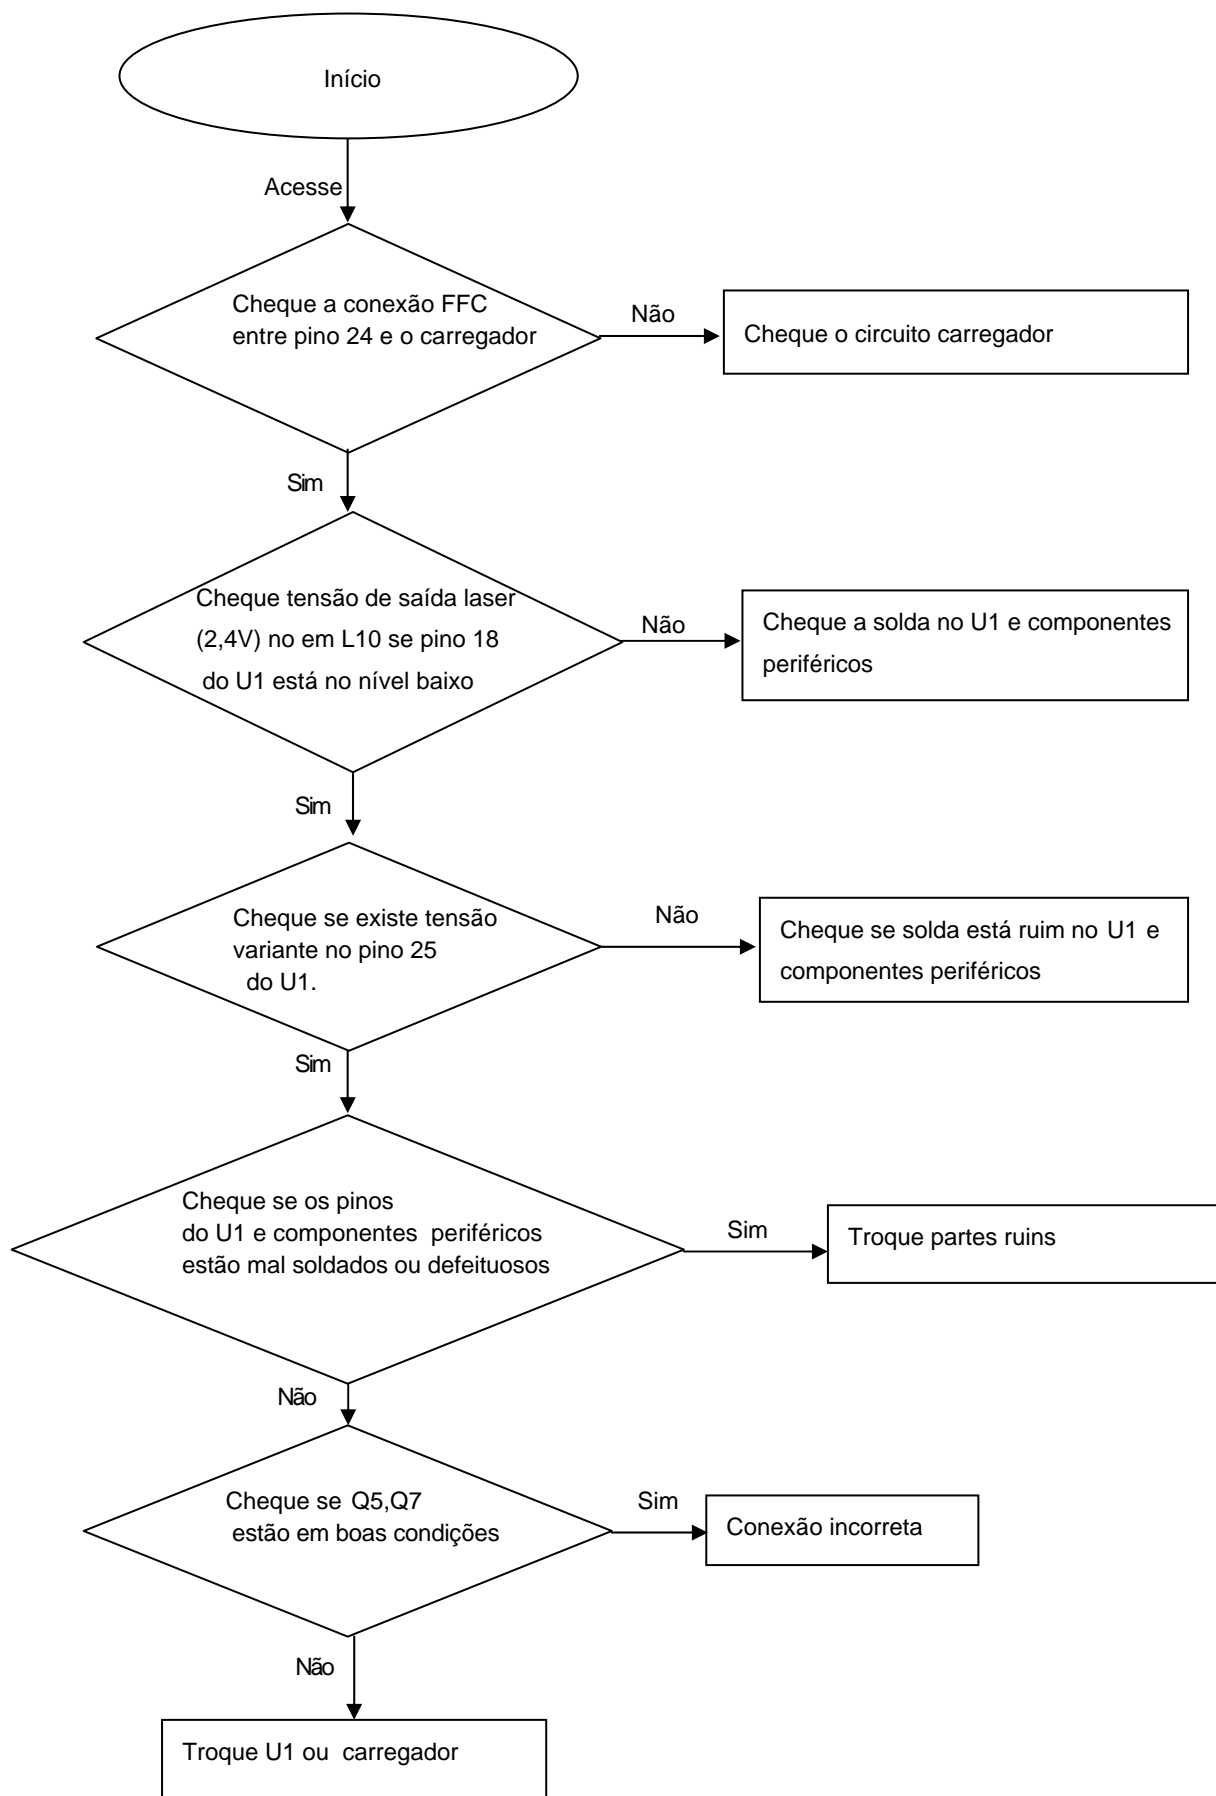 Início
Acesse
Cheque a conexão FFC
entre pino 24 e o carregador
Não
Cheque o circuito carregador
Sim
Cheque tensão de saída laser
(2,4V) no em L10 se pino 18
do U1 está no nível baixo
Não
Cheque a solda no U1 e componentes
periféricos
Sim
Cheque se existe tensão
variante no pino 25
do U1.
Não
Cheque se solda está ruim no U1 e
componentes periféricos
Sim
Cheque se os pinos
do U1 e componentes periféricos
estão mal soldados ou defeituosos
Sim
Troque partes ruins
Não
Cheque se Q5,Q7
estão em boas condições
Sim
Conexão incorreta
Não
Troque U1 ou carregador